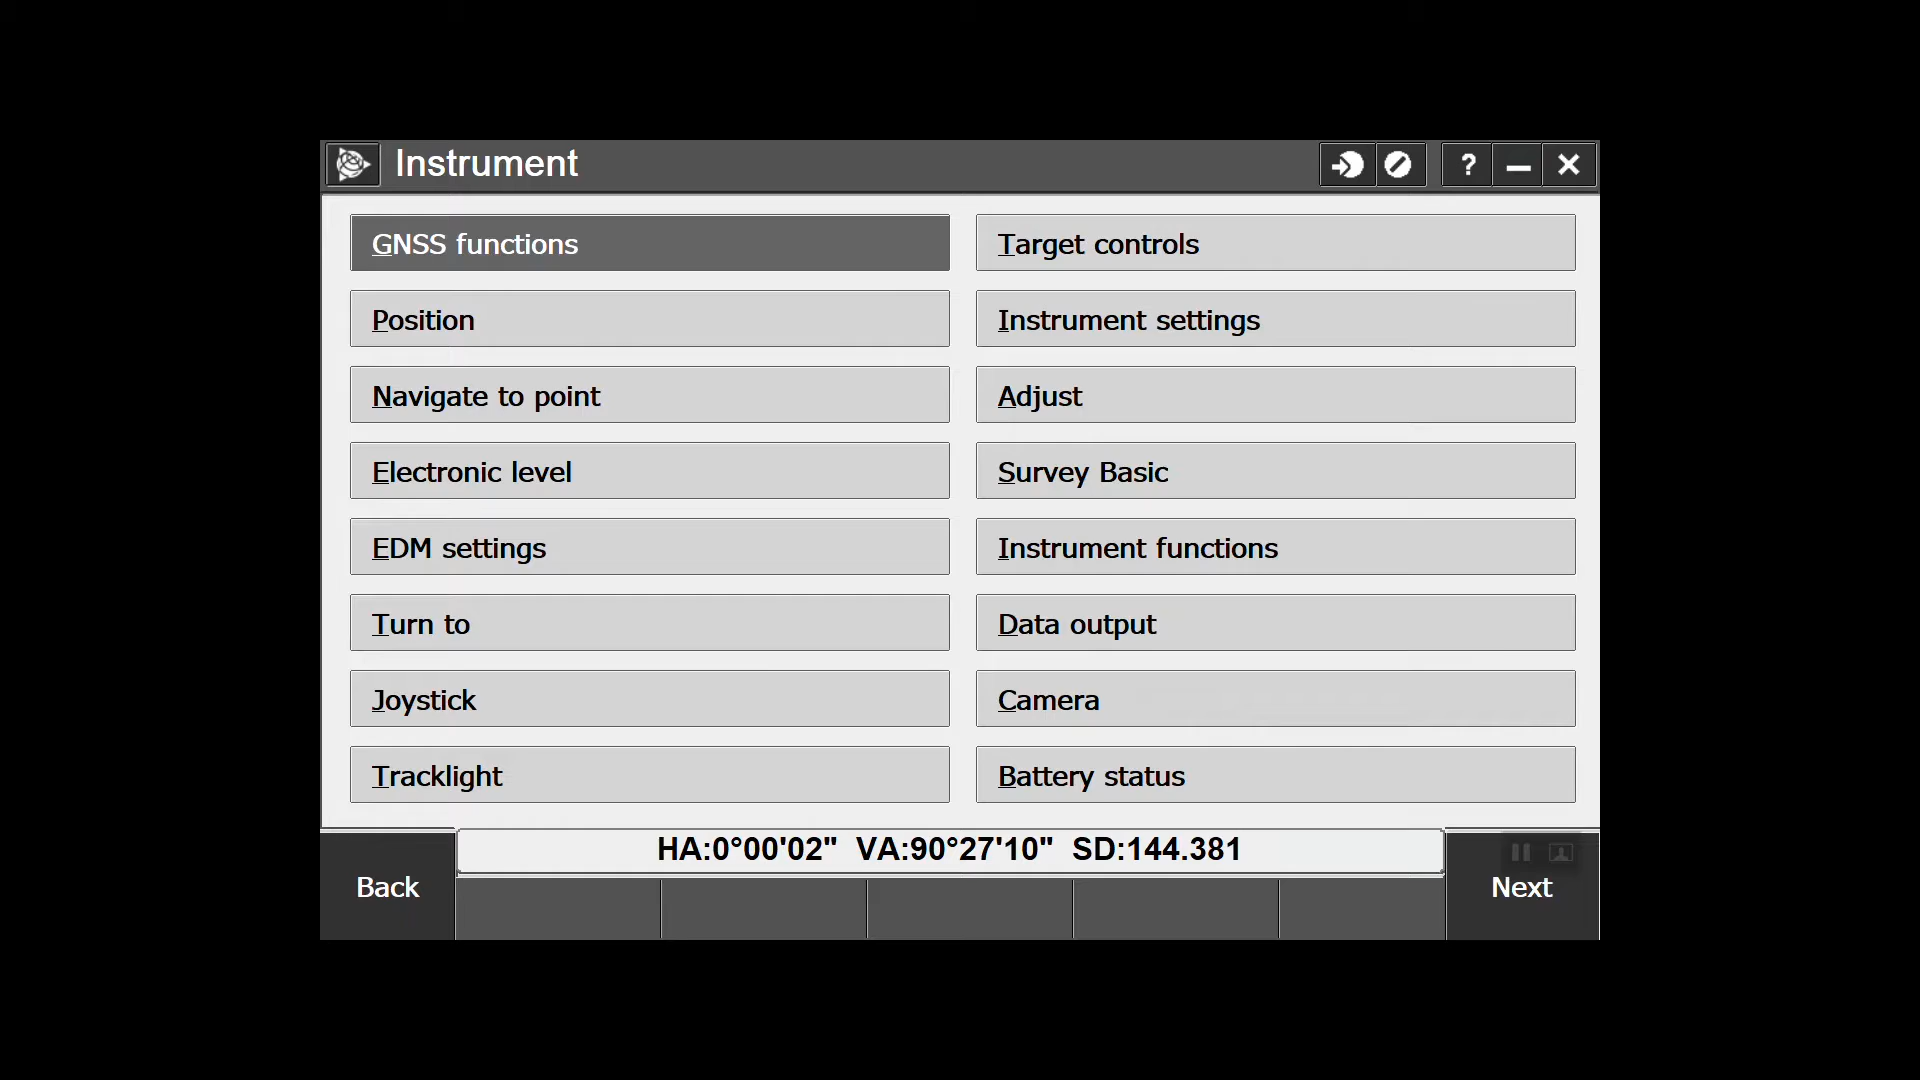 Instrument
?
GNSS functions
Target controls
Position
Instrument settings
Navigate to point
Adjust
Electronic level
Survey Basic
EDM settings
Instrument functions
Turn to
Data output
Joystick
Camera
Tracklight
Battery status
HA:0°00'02" VA:90°27'10" SD:144.381
Back
Next